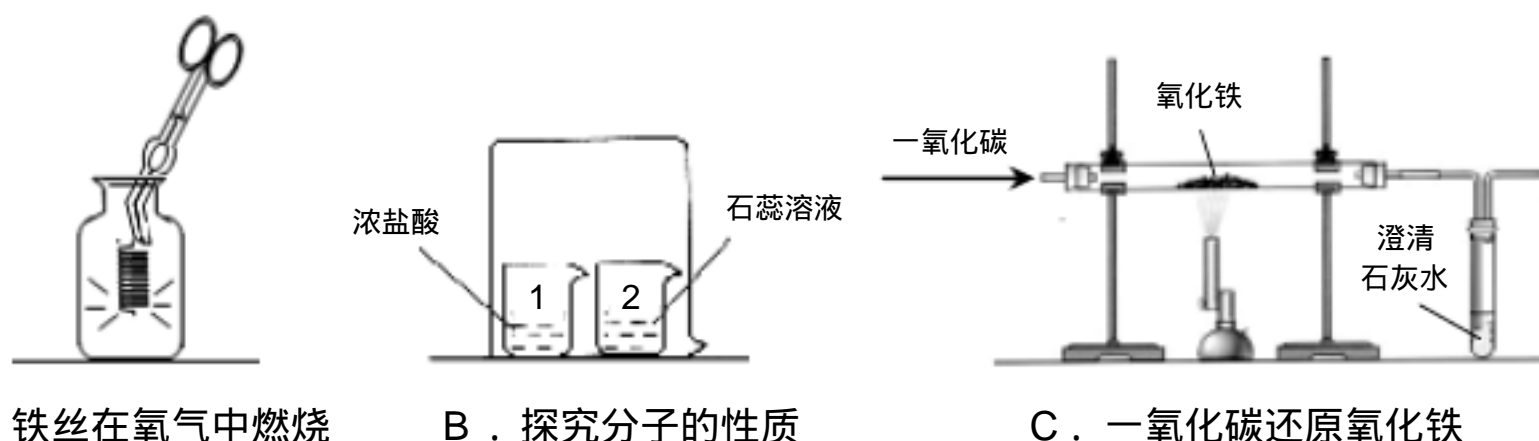 氧化铁
一氧化碳
浓盐酸
石蕊溶液
1
2
澄清
石灰水
铁丝在氧气中燃烧
B．探究分子的性质
C．一氧化碳还原氧化铁